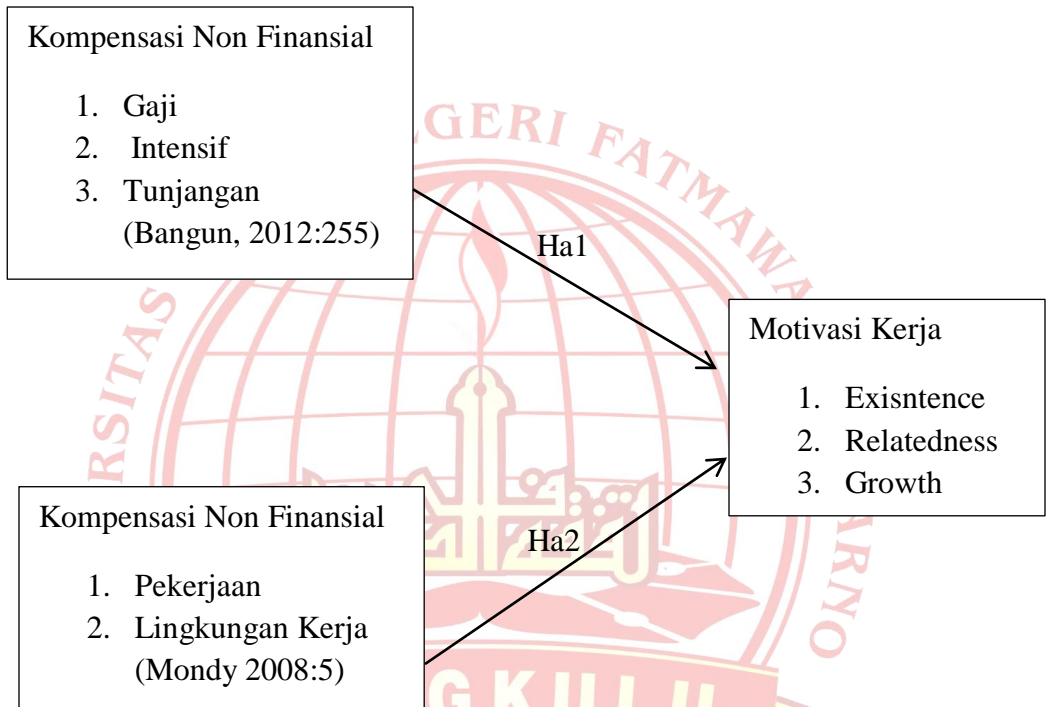 Kompensasi Non Finansial
1. Gaji
2. Intensif
3. Tunjangan
(Bangun, 2012:255)
Ha1
Motivasi Kerja
1. Exisntence
2. Relatedness
3. Growth
Kompensasi Non Finansial
1. Pekerjaan
2. Lingkungan Kerja
(Mondy 2008:5)
Ha2